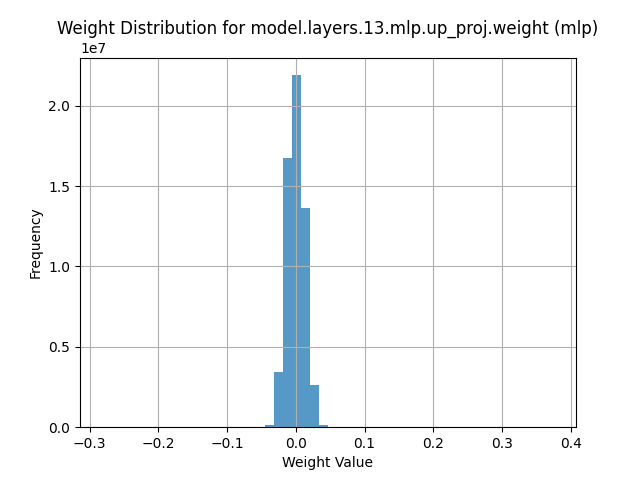 Weight Distribution for model.layers.13.mlp.up_proj.weight (mlp)
1e7
2.0
1.5
1.0
0.5
0.0
Frequency
−0.3 −0.2 −0.1 0.0 0.1 0.2 0.3 0.4
Weight Value